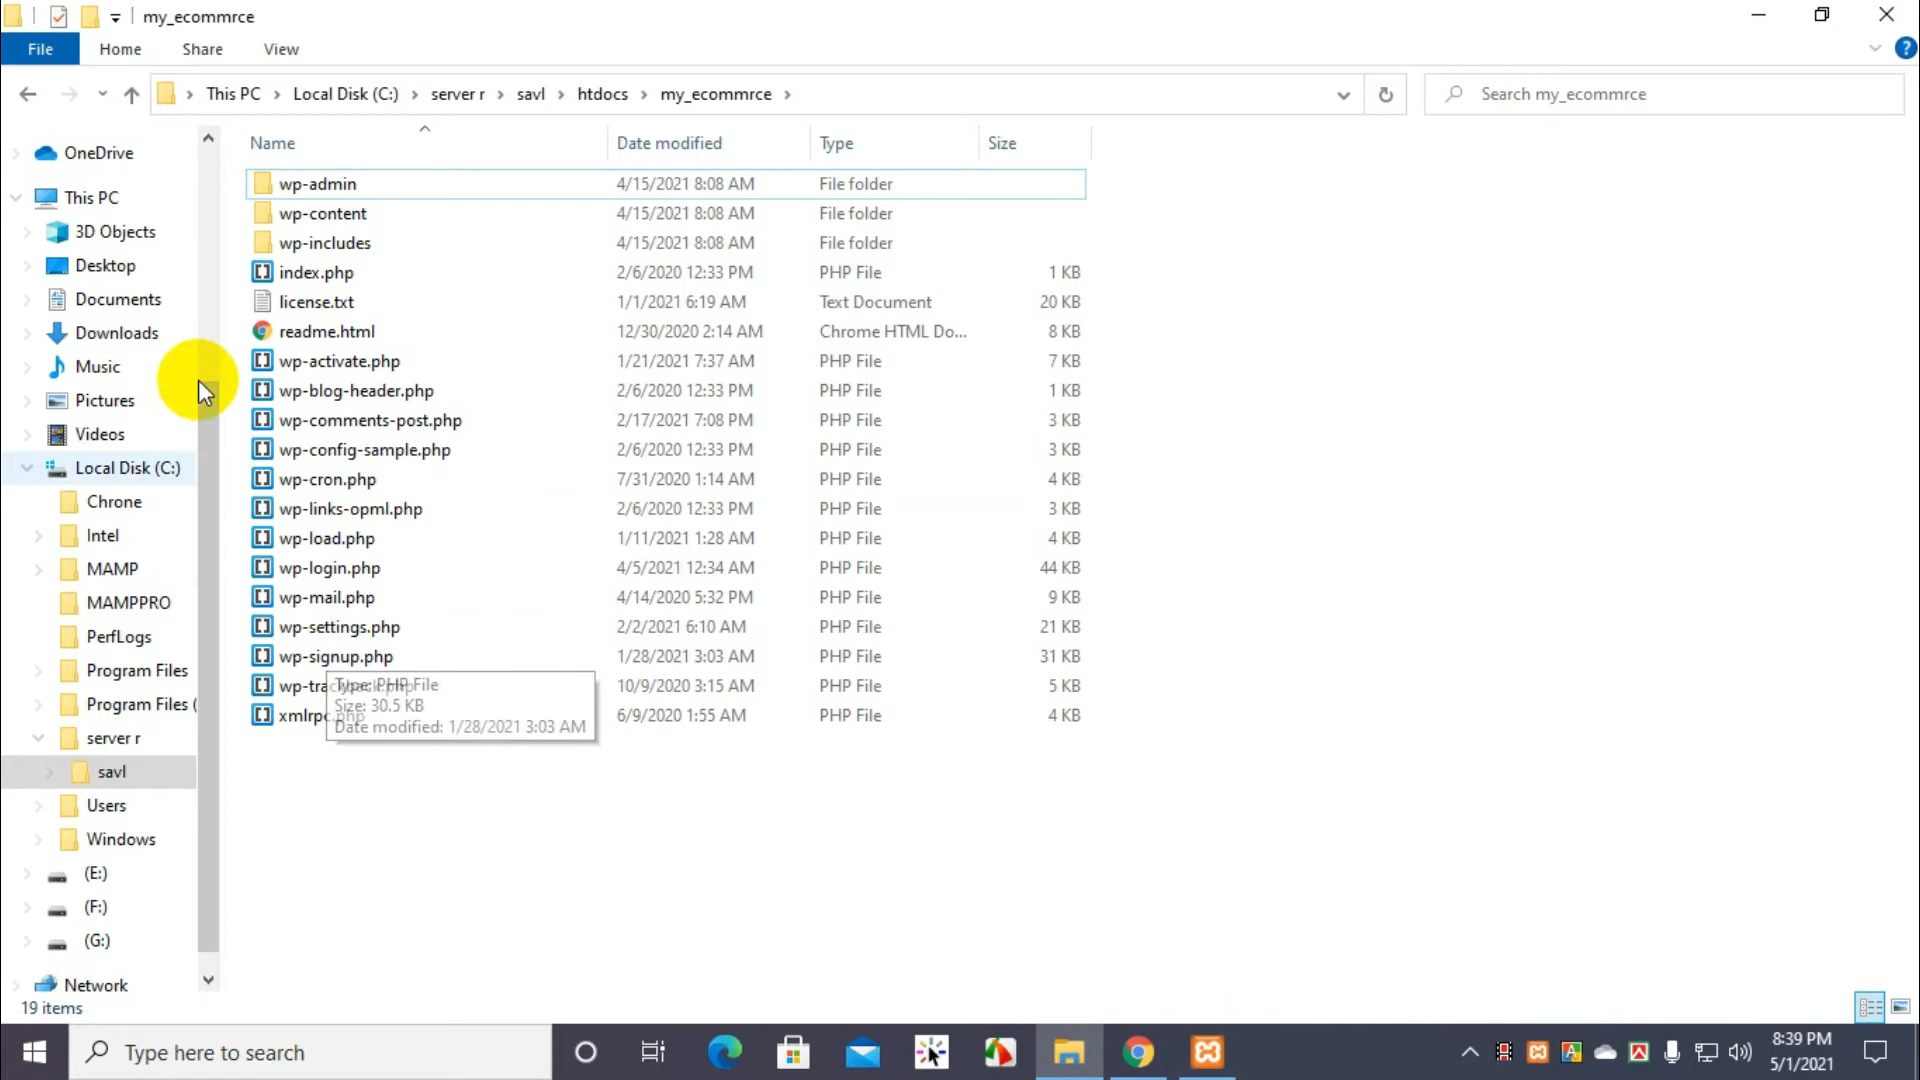 my_ecommrce
File Home Share View
This PC Local Disk (C:) server r savl htdocs my_ecommrce
Search my_ecommrce
Name Date modified Type Size
OneDrive
This PC
3D Objects
Desktop
Documents
Downloads
Music
Pictures
Videos
Local Disk (C:)
Chrone
Intel
MAMP
MAMPPRO
PerfLogs
Program Files
Program Files (
server r
savl
Users
Windows
(E:)
(F:)
(G:)
Network
wp-admin 4/15/2021 8:08 AM File folder
wp-content 4/15/2021 8:08 AM File folder
wp-includes 4/15/2021 8:08 AM File folder
index.php 2/6/2020 12:33 PM PHP File 1 KB
license.txt 1/1/2021 6:19 AM Text Document 20 KB
readme.html 12/30/2020 2:14 AM Chrome HTML Do... 8 KB
wp-activate.php 1/21/2021 7:37 AM PHP File 7 KB
wp-blog-header.php 2/6/2020 12:33 PM PHP File 1 KB
wp-comments-post.php 2/17/2021 7:08 PM PHP File 3 KB
wp-config-sample.php 2/6/2020 12:33 PM PHP File 3 KB
wp-cron.php 7/31/2020 1:14 AM PHP File 4 KB
wp-links-opml.php 2/6/2020 12:33 PM PHP File 3 KB
wp-load.php 1/11/2021 1:28 AM PHP File 4 KB
wp-login.php 4/5/2021 12:34 AM PHP File 44 KB
wp-mail.php 4/14/2020 5:32 PM PHP File 9 KB
wp-settings.php 2/2/2021 6:10 AM PHP File 21 KB
wp-signup.php 1/28/2021 3:03 AM PHP File 31 KB
wp-trackback.php 10/9/2020 3:15 AM PHP File 5 KB
xmlrpc.php 6/9/2020 1:55 AM PHP File 4 KB
Type: PHP File
Size: 30.5 KB
Date modified: 1/28/2021 3:03 AM
19 items
Type here to search
8:39 PM
5/1/2021